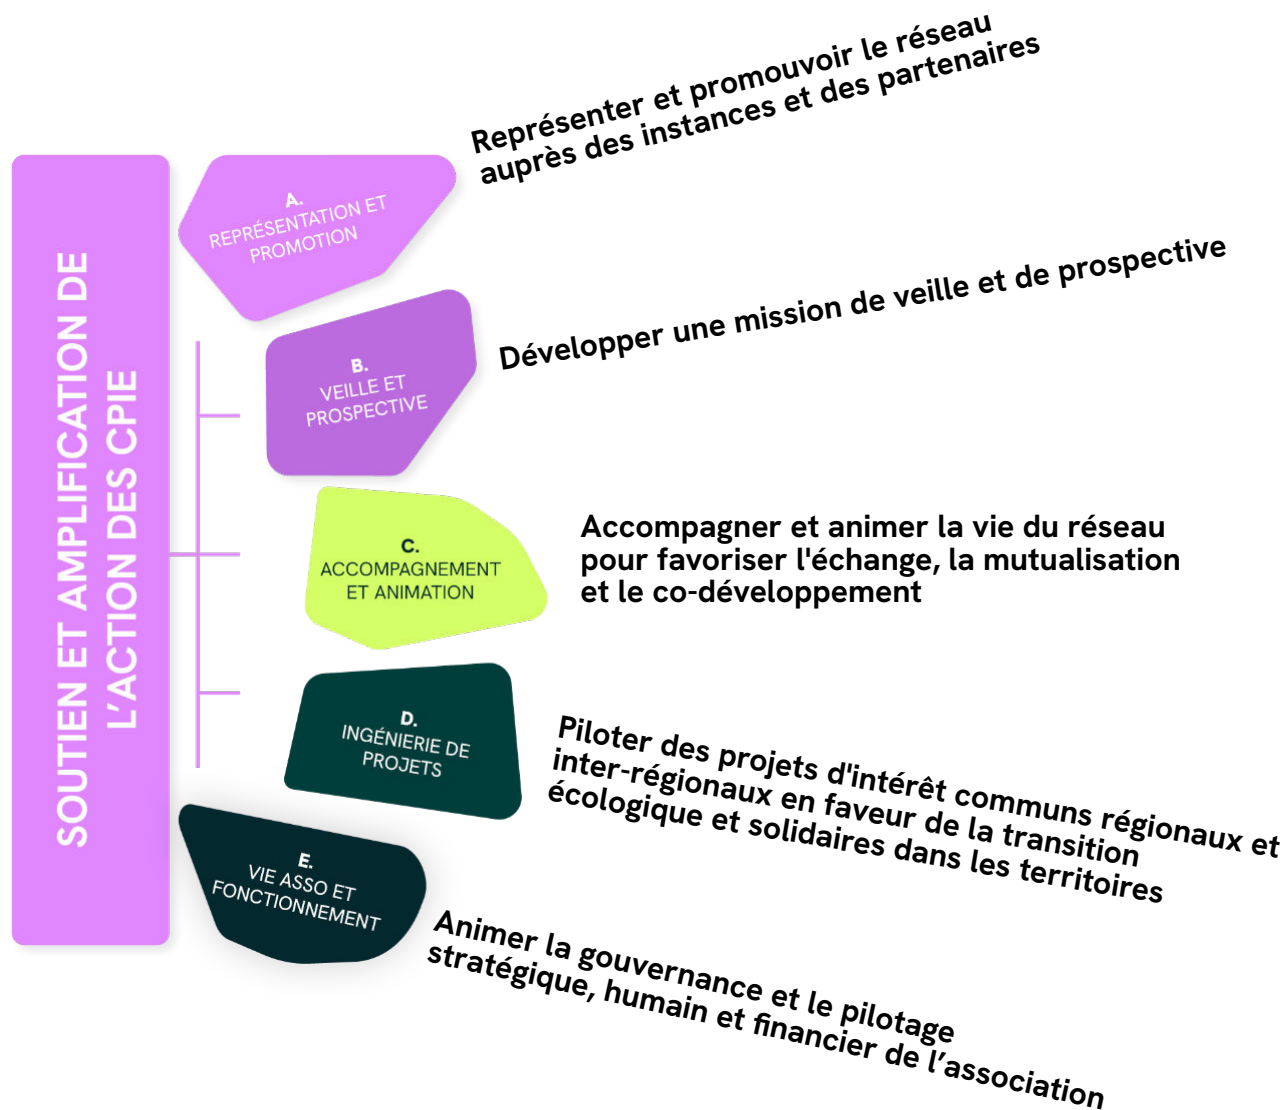 SOUTIEN ET AMPLIFICATION DE
L'ACTION DES CPIE
A.
REPRÉSENTATION ET
PROMOTION
Représenter et promouvoir le réseau
auprès des instances et des partenaires
B.
VEILLE ET
PROSPECTIVE
Développer une mission de veille et de prospective
C.
ACCOMPAGNEMENT
ET ANIMATION
Accompagner et animer la vie du réseau
pour favoriser l'échange, la mutualisation
et le co-développement
D.
INGÉNIERIE DE
PROJETS
Piloter des projets d'intérêt communs régionaux et
inter-régionaux en faveur de la transition
écologique et solidaires dans les territoires
E.
VIE ASSO ET
FONCTIONNEMENT
Animer la gouvernance et le pilotage
stratégique, humain et financier de l’association